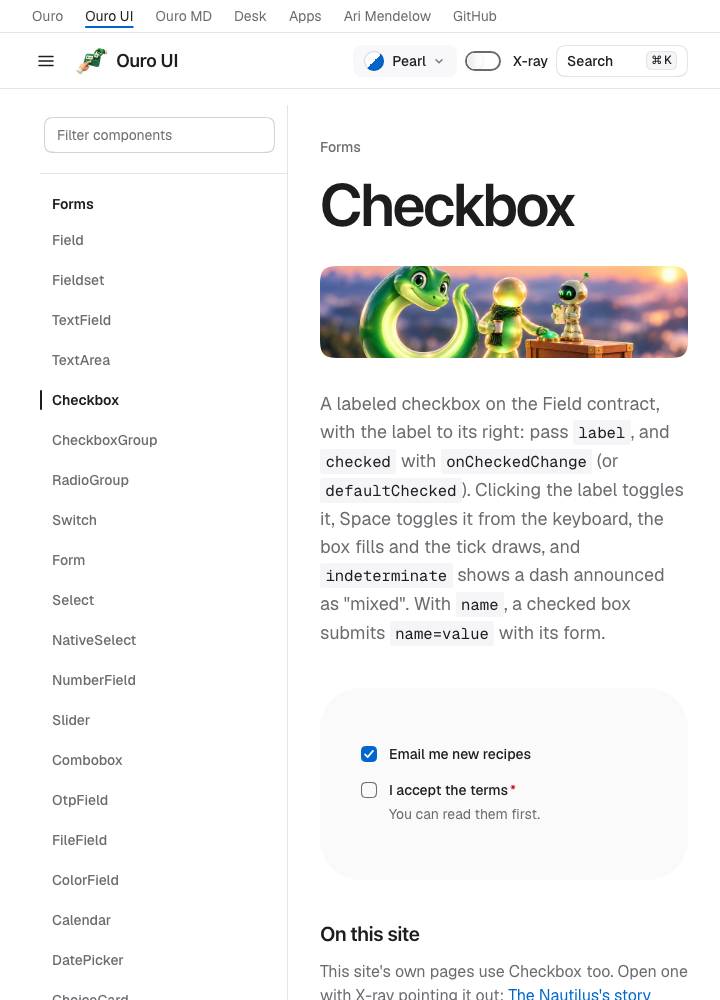 Ouro Ouro UI Ouro MD Desk Apps Ari Mendelow GitHub
Ouro UI Pearl X-ray Search ⌘ K
Filter components
Forms
Field
Fieldset
TextField
TextArea
Checkbox
CheckboxGroup
RadioGroup
Switch
Form
Select
NativeSelect
NumberField
Slider
Combobox
OtpField
FileField
ColorField
Calendar
DatePicker
ChoiceCard
Forms
Checkbox
A labeled checkbox on the Field contract,
with the label to its right: pass label, and
checked with onCheckedChange (or
defaultChecked). Clicking the label toggles
it, Space toggles it from the keyboard, the
box fills and the tick draws, and
indeterminate shows a dash announced
as "mixed". With name, a checked box
submits name=value with its form.
Email me new recipes
I accept the terms*
You can read them first.
On this site
This site's own pages use Checkbox too. Open one
with X-ray pointing it out: The Nautilus's story